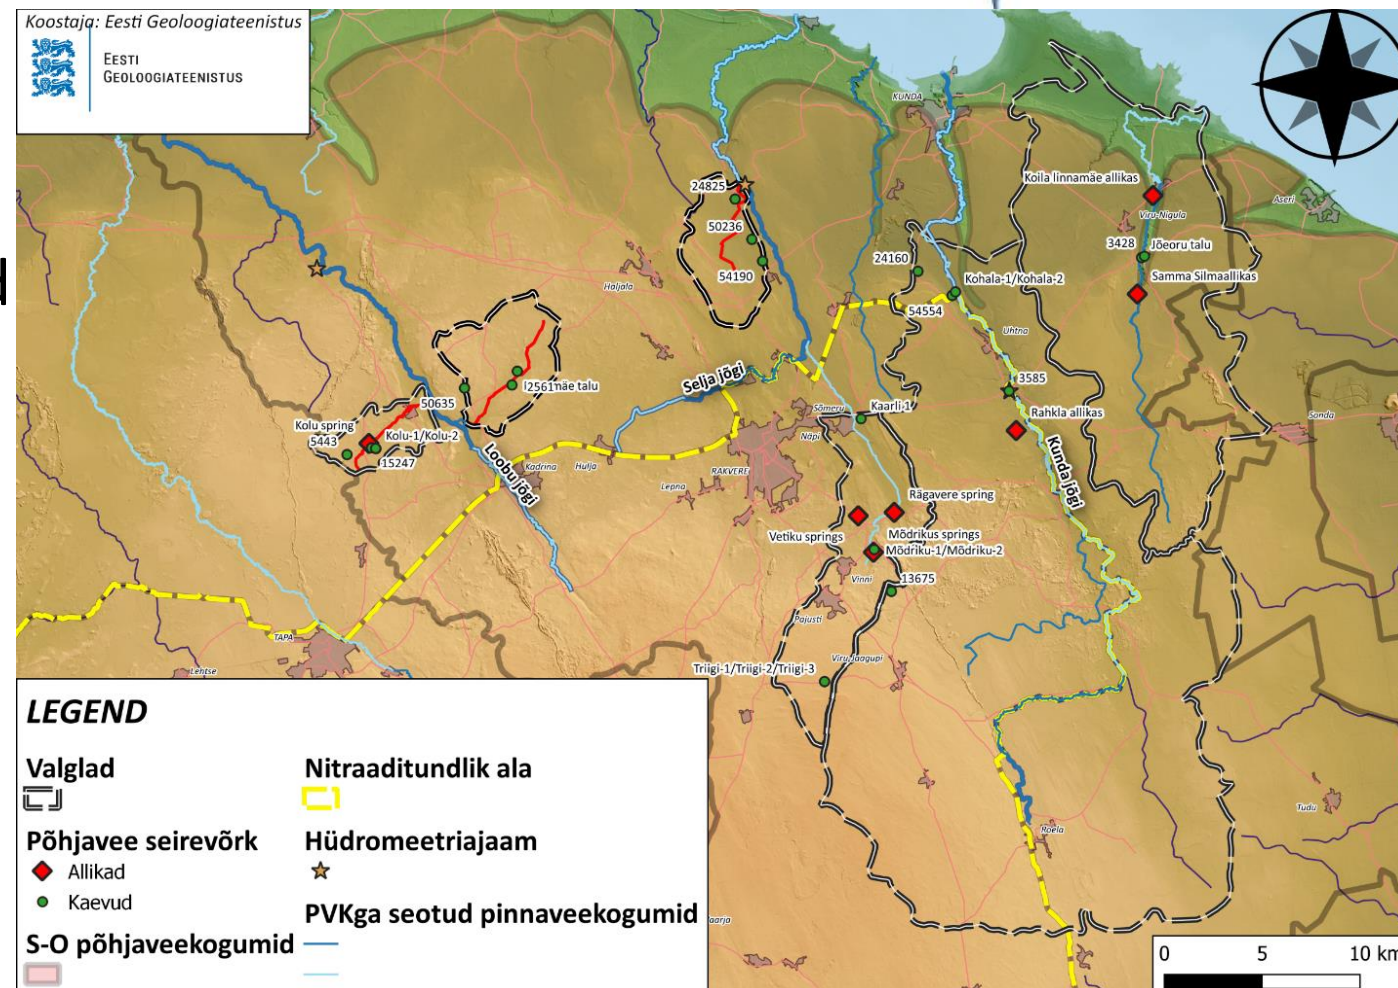 Koostaja: Eesti Geoloogiateenistus
EESTI
GEOLOOGIATEENISTUS
KUNDA
Koila linnamäe allikas
Aseri
Viru-Nigula
24825
50236
54190
3428
Jõeoru talu
Samma Silmaallikas
24160
Kohala-1/Kohala-2
54554
Haljala
Uhtna
Selja jõgi
2561
näe talu
3585
Rahkla allikas
Kaarli-1
Sõmeru
Näpi
Sonda
50635
Kolu spring
5443
Kolu-1/Kolu-2
15247
Loobu jõgi
Kadrina
Hulja
Lepna
RAKVERE
Kunda jõgi
Rägavere spring
Vetiku springs
Mõdrikus springs
Mõdriku-1/Mõdriku-2
Vinni
13675
Pajusti
TAPA
Lehtse
Viru-Jaagupi
Triigi-1/Triigi-2/Triigi-3
Tudu
Roela
aarja
LEGEND
Valglad
Nitraaditundlik ala
Põhjavee seirevõrk
Hüdromeetriajaam
Allikad
Kaevud
PVKga seotud pinnaveekogumid
S-O põhjaveekogumid
0 5 10 km